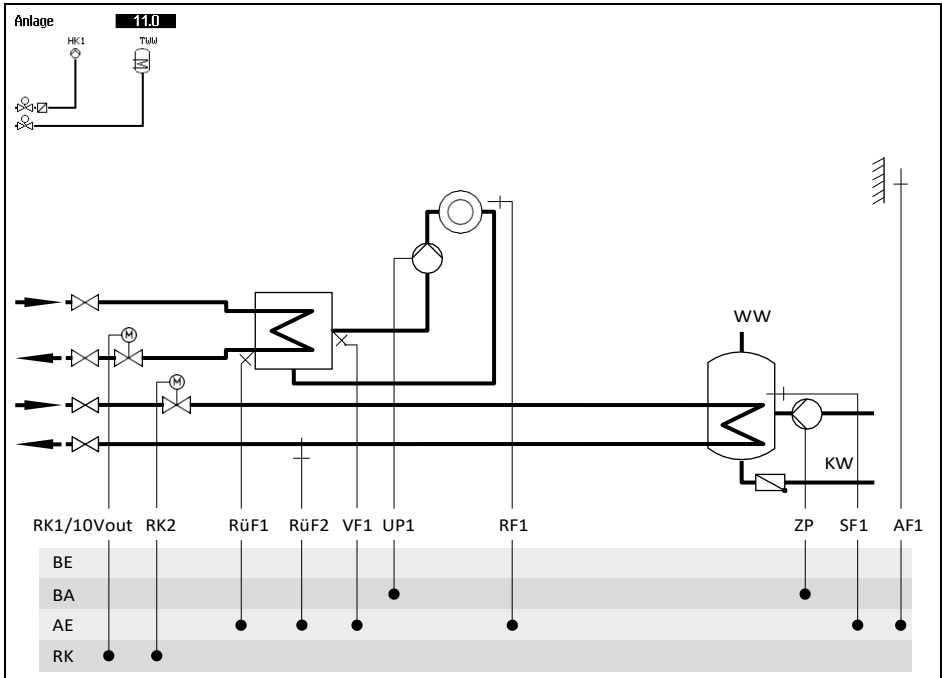 Anlage 11.0
HK1 TWW
M
M
WW
KW
RK1/10Vout RK2 RüF1 RüF2 VF1 UP1 RF1 ZP SF1 AF1
BE
BA
AE
RK